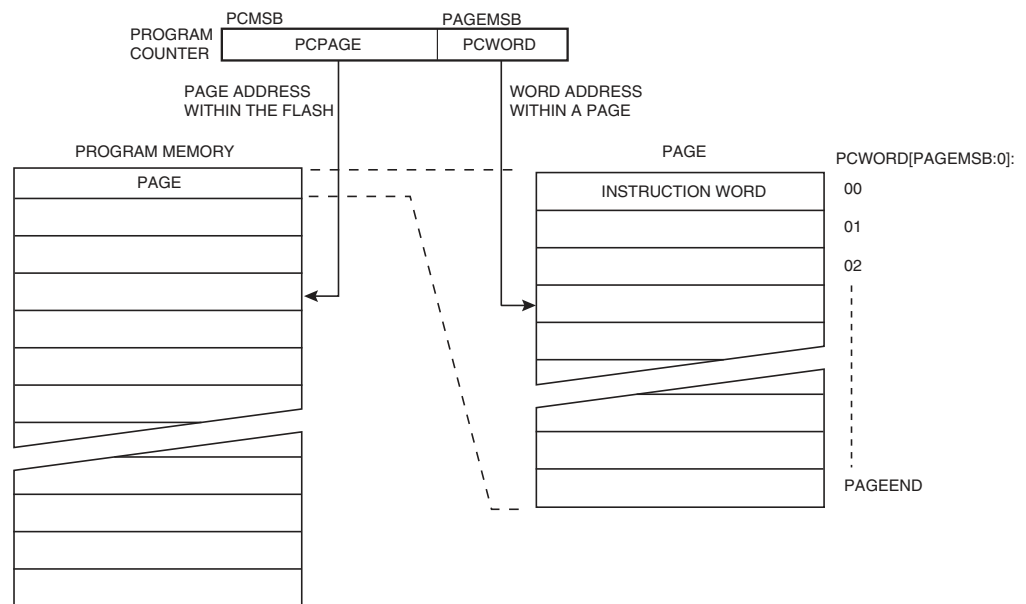 PCMSB
PAGEMSB
PROGRAM
COUNTER
PCPAGE
PCWORD
PAGE ADDRESS
WITHIN THE FLASH
WORD ADDRESS
WITHIN A PAGE
PROGRAM MEMORY
PAGE
PAGE
PCWORD[PAGEMSB:0]:
INSTRUCTION WORD
00
01
02
PAGEEND